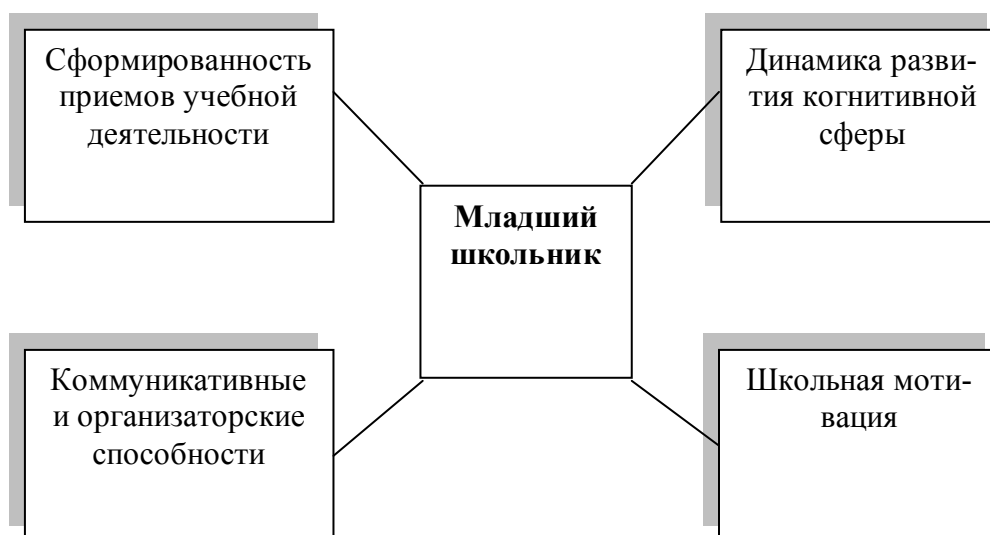 Сформированность
приемов учебной
деятельности
Динамика разви-
тия когнитивной
сферы
Младший
школьник
Коммуникативные
и организаторские
способности
Школьная моти-
вация